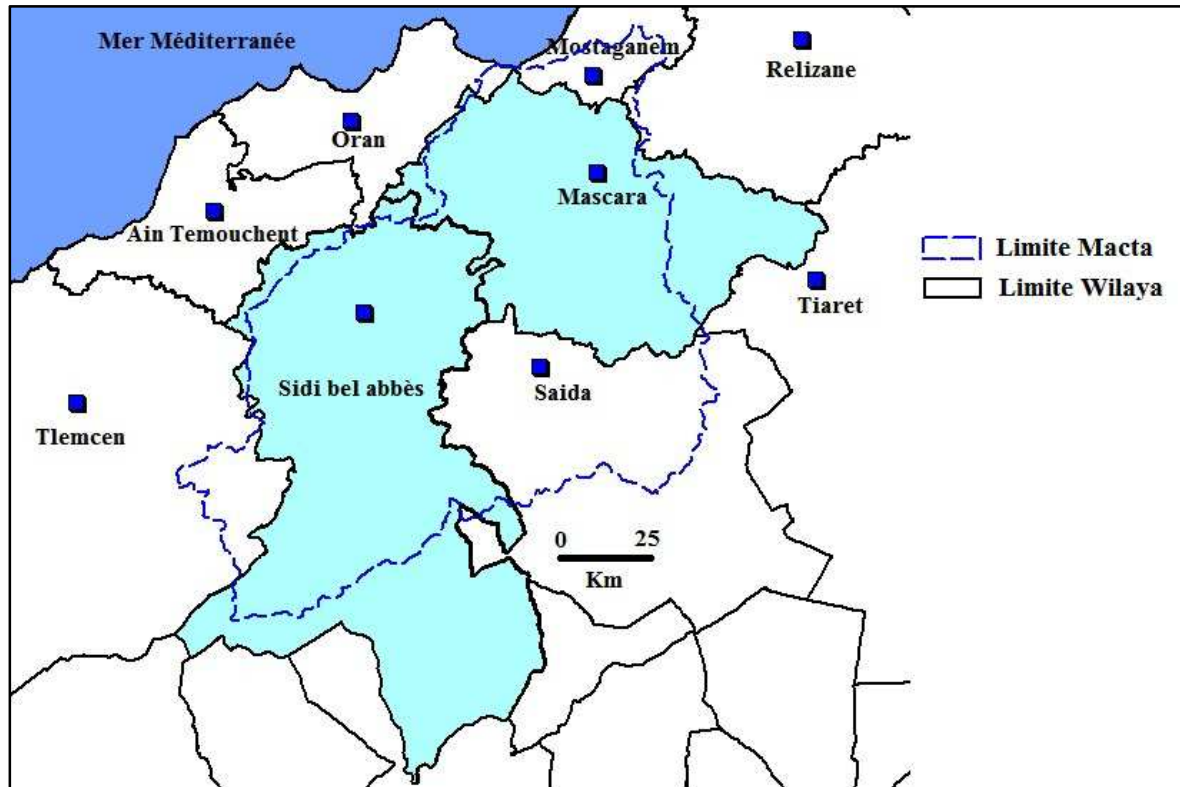 Mer Méditerranée
Mostaganem
Relizane
Oran
Mascara
Ain Temouchent
Limite Macta
Limite Wilaya
Tiaret
Sidi bel abbès
Saida
Tlemcen
0 25
Km